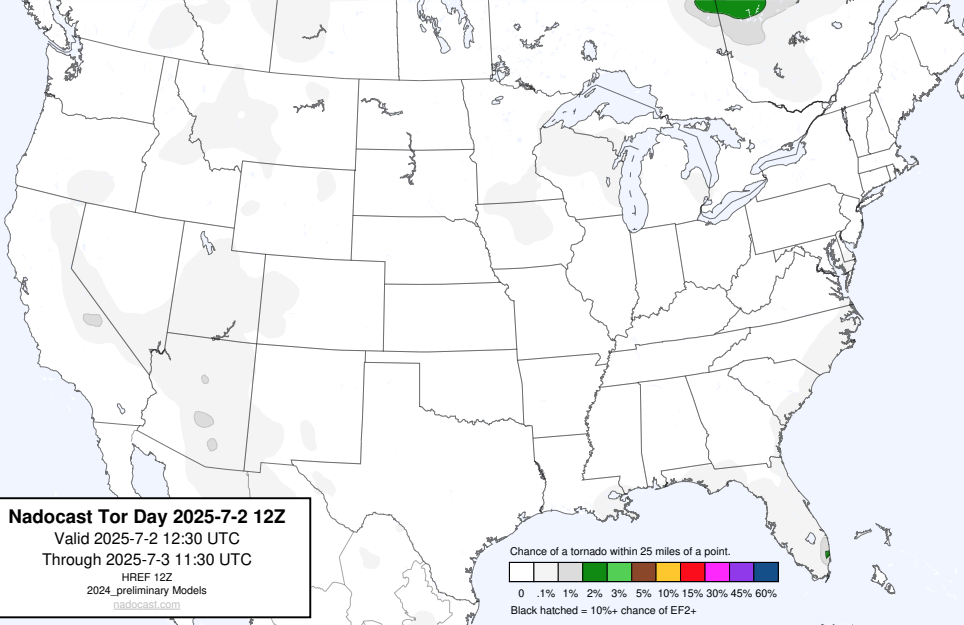 Nadocast Tor Day 2025-7-2 12Z
Valid 2025-7-2 12:30 UTC
Through 2025-7-3 11:30 UTC
HREF 12Z
2024_preliminary Models
nadocast.com
Chance of a tornado within 25 miles of a point.
0 .1% 1% 2% 3% 5% 10% 15% 30% 45% 60%
Black hatched = 10%+ chance of EF2+